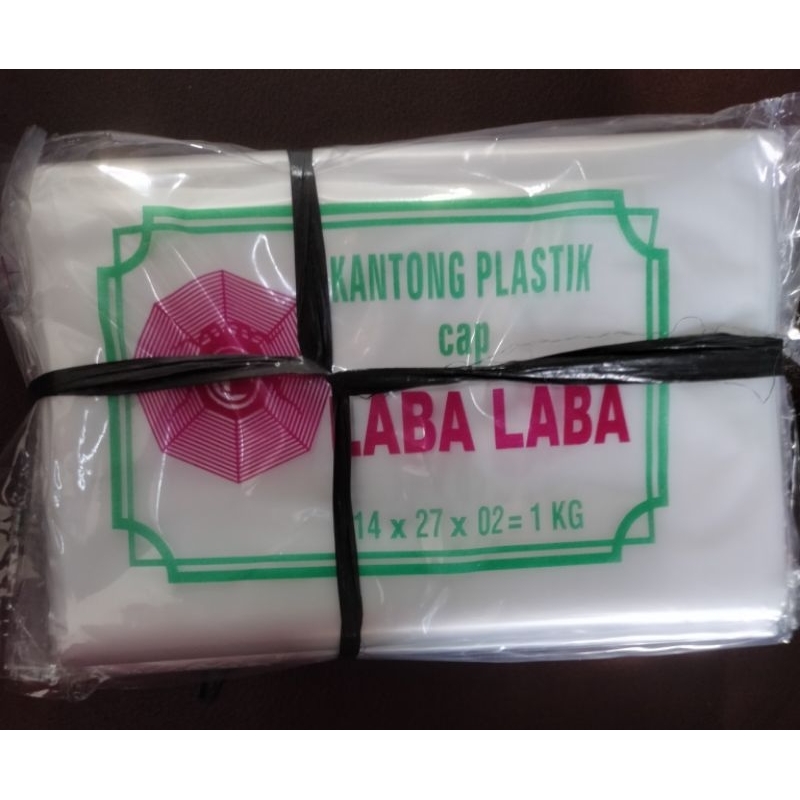 KANTONG PLASTIK
cap
LABA LABA
14 x 27 x 02 = 1 KG